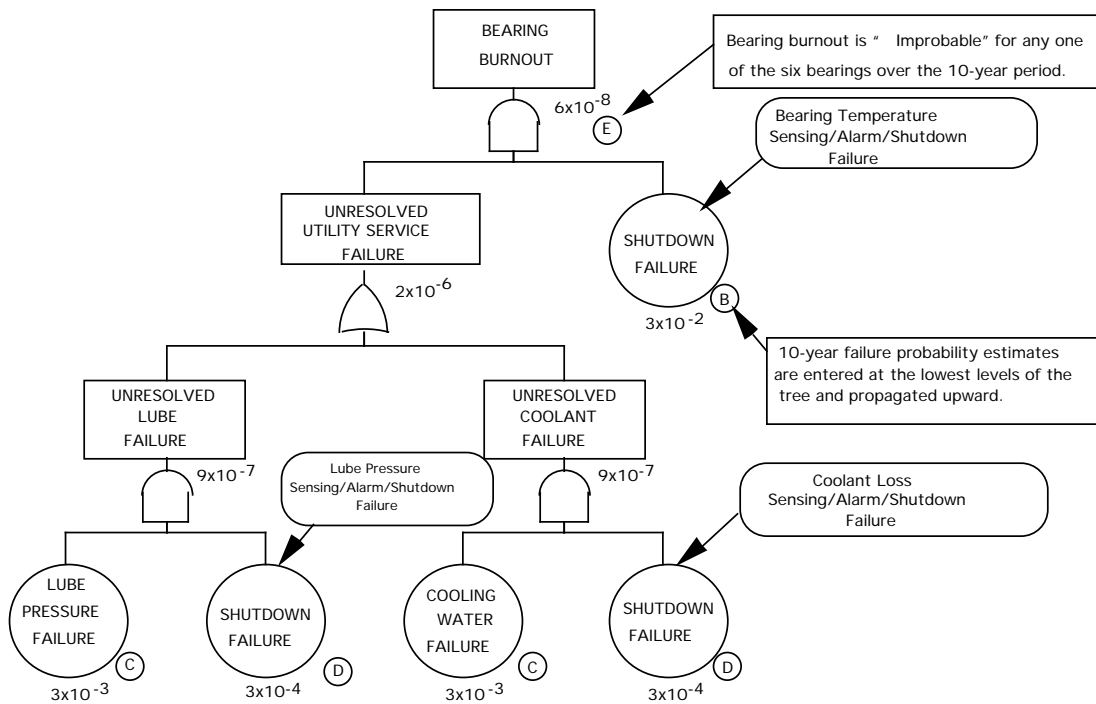 BEARING
BURNOUT
Bearing burnout is “ Improbable” for any one
of the six bearings over the 10-year period.
6x10-8
E
Bearing Temperature
Sensing/Alarm/Shutdown
Failure
UNRESOLVED
UTILITY SERVICE
FAILURE
SHUTDOWN
FAILURE
B
3x10-2
2x10-6
10-year failure probability estimates
are entered at the lowest levels of the
tree and propagated upward.
UNRESOLVED
LUBE
FAILURE
UNRESOLVED
COOLANT
FAILURE
9x10-7
Lube Pressure
Sensing/Alarm/Shutdown
Failure
9x10-7
Coolant Loss
Sensing/Alarm/Shutdown
Failure
LUBE
PRESSURE
FAILURE
C
3x10-3
SHUTDOWN
FAILURE
D
3x10-4
COOLING
WATER
FAILURE
C
3x10-3
SHUTDOWN
FAILURE
D
3x10-4